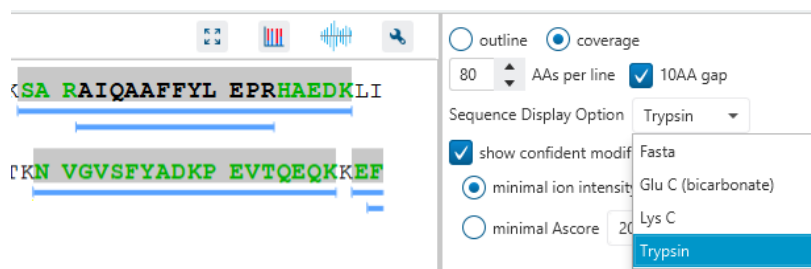 outline coverage
80 AAs per line 10AA gap
KSA RAIQAAFFYL EPRHAEDKLI
Sequence Display Option Trypsin
show confident modif
Fasta
TKN VGVSFYADKP EVTQEQKKEF
minimal ion intensity
Glu C (bicarbonate)
minimal Ascore 20
Lys C
Trypsin